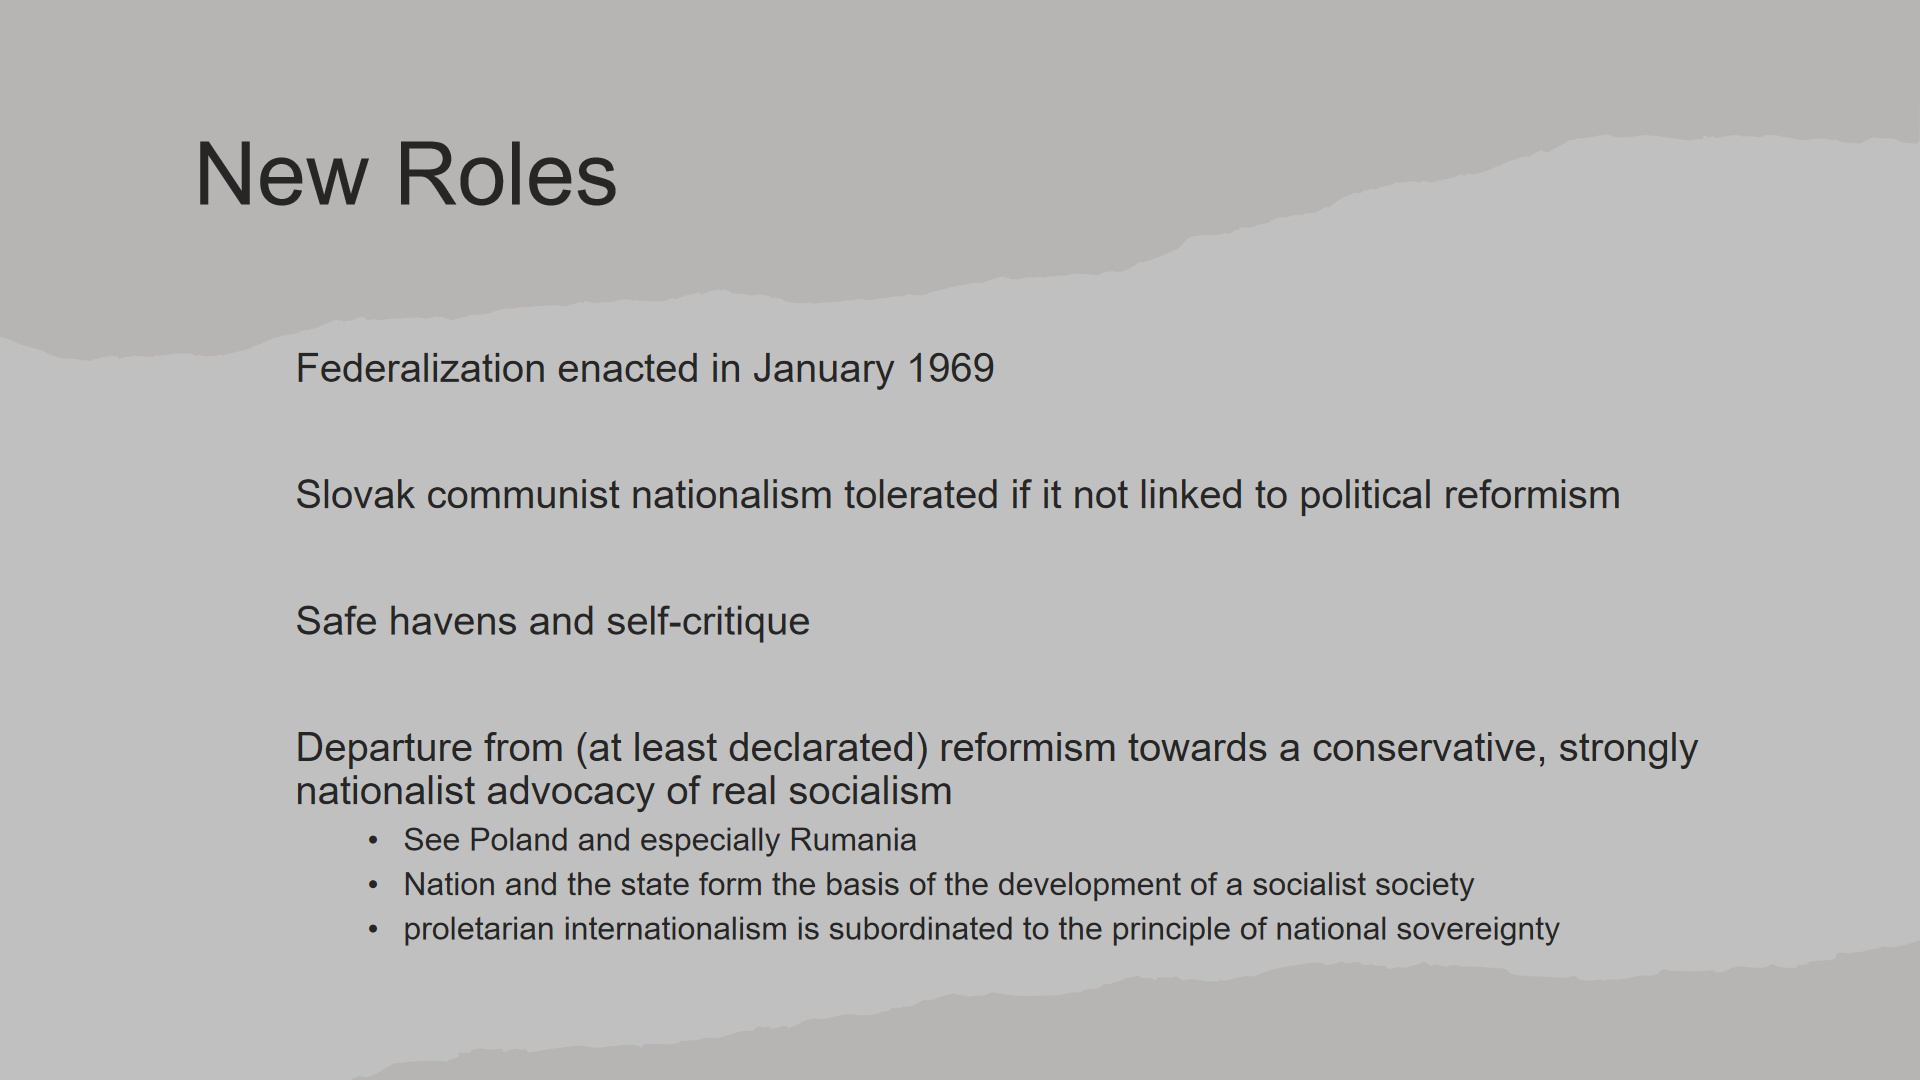 New Roles
Federalization enacted in January 1969
Slovak communist nationalism tolerated if it not linked to political reformism
Safe havens and self-critique
Departure from (at least declarated) reformism towards a conservative, strongly
nationalist advocacy of real socialism
• See Poland and especially Rumania
• Nation and the state form the basis of the development of a socialist society
• proletarian internationalism is subordinated to the principle of national sovereignty